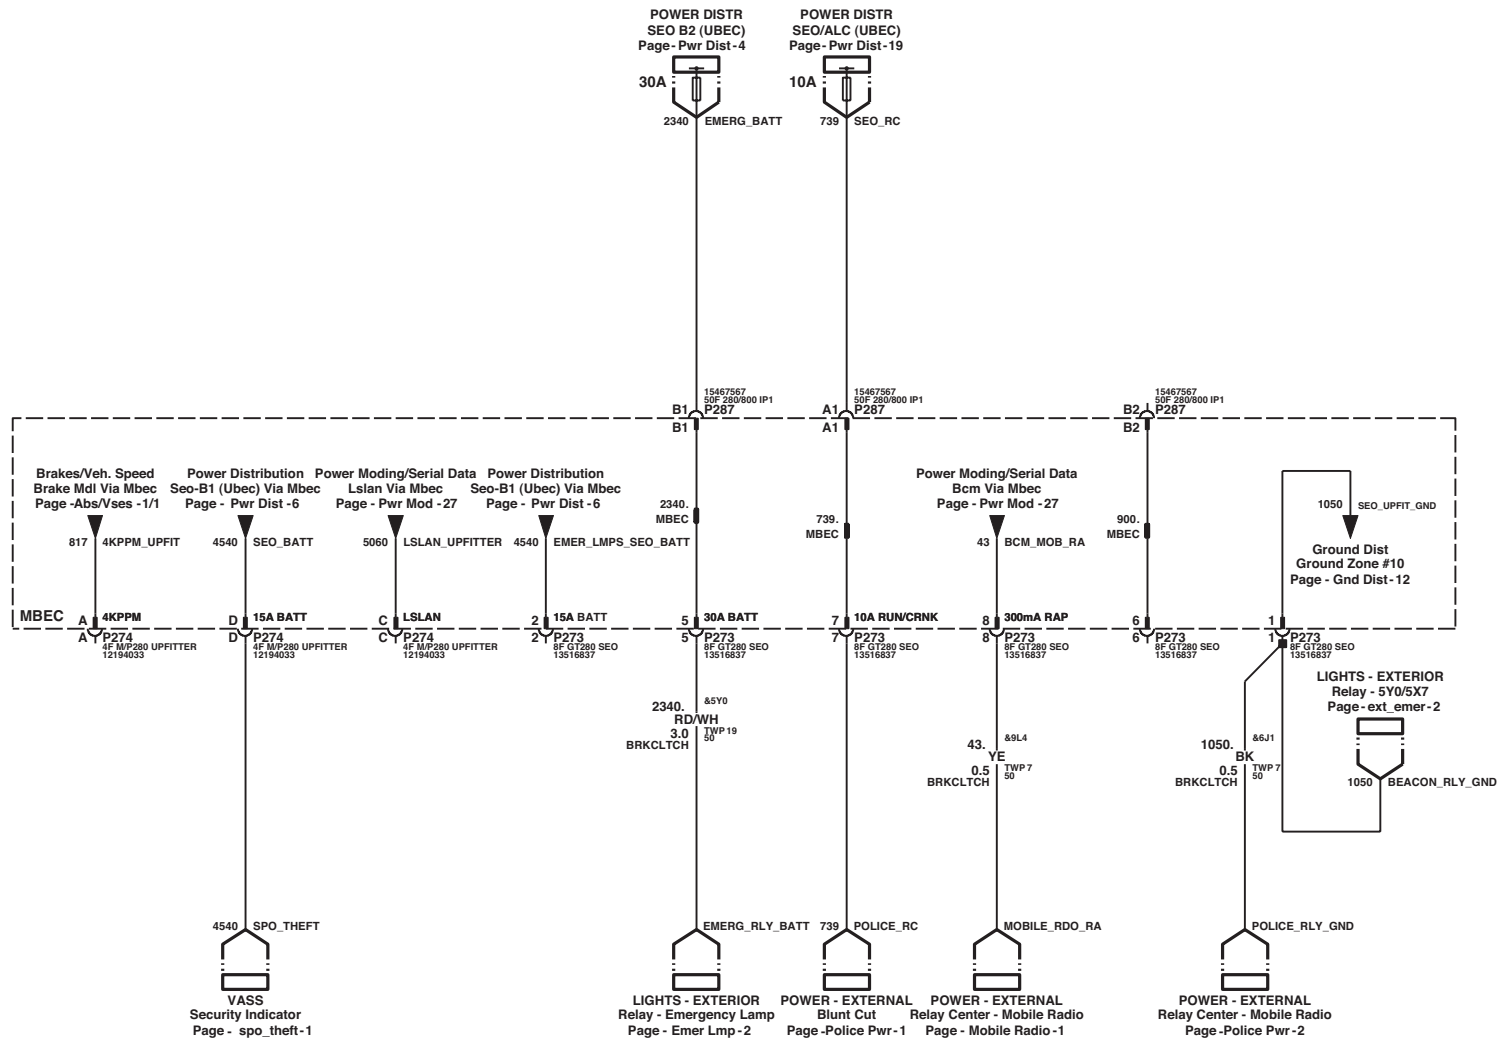 POWER DISTR
SEO B2 (UBEC)
Page - Pwr Dist - 4
POWER DISTR
SEO/ALC (UBEC)
Page - Pwr Dist - 19
30A
10A
2340 EMERG_BATT
739 SEO_RC
15467567
50F 280/800 IP1
B1 P287
B1
15467567
50F 280/800 IP1
A1 P287
A1
15467567
50F 280/800 IP1
B2 P287
B2
Brakes/Veh. Speed
Brake Mdl Via Mbec
Page -Abs/Vses -1/1
Power Distribution
Seo-B1 (Ubec) Via Mbec
Page - Pwr Dist -6
Power Moding/Serial Data
Lslan Via Mbec
Page - Pwr Mod -27
Power Distribution
Seo-B1 (Ubec) Via Mbec
Page - Pwr Dist -6
Power Moding/Serial Data
Bcm Via Mbec
Page - Pwr Mod -27
817 4KPPM_UPFIT
4540 SEO_BATT
5060 LSLAN_UPFITTER
4540 EMER_LMPS_SEO_BATT
2340.
MBEC
739.
MBEC
43 BCM_MOB_RA
900.
MBEC
1050 SEO_UPFIT_GND
Ground Dist
Ground Zone #10
Page - Gnd Dist - 12
MBEC
A 4KPPM
D 15A BATT
C LSLAN
2 15A BATT
5 30A BATT
7 10A RUN/CRNK
8 300mA RAP
6
1
A P274
4F M/P280 UPFITTER
12194033
D P274
4F M/P280 UPFITTER
12194033
C P274
4F M/P280 UPFITTER
12194033
2 P273
8F GT280 SEO
13516837
5 P273
8F GT280 SEO
13516837
7 P273
8F GT280 SEO
13516837
8 P273
8F GT280 SEO
13516837
6 P273
8F GT280 SEO
13516837
1 P273
8F GT280 SEO
13516837
LIGHTS - EXTERIOR
Relay - 5Y0/5X7
Page - ext_emer - 2
2340. &5Y0
RD/WH
3.0 TWP 19
BRKCLTCH 50
43. &9L4
YE
0.5 TWP 7
BRKCLTCH 50
1050. &6J1
BK
0.5 TWP 7
BRKCLTCH 50
1050 BEACON_RLY_GND
4540 SPO_THEFT
EMERG_RLY_BATT
739 POLICE_RC
MOBILE_RDO_RA
POLICE_RLY_GND
VASS
Security Indicator
Page - spo_theft -1
LIGHTS - EXTERIOR
Relay - Emergency Lamp
Page - Emer Lmp - 2
POWER - EXTERNAL
Blunt Cut
Page -Police Pwr - 1
POWER - EXTERNAL
Relay Center - Mobile Radio
Page - Mobile Radio -1
POWER - EXTERNAL
Relay Center - Mobile Radio
Page -Police Pwr - 2